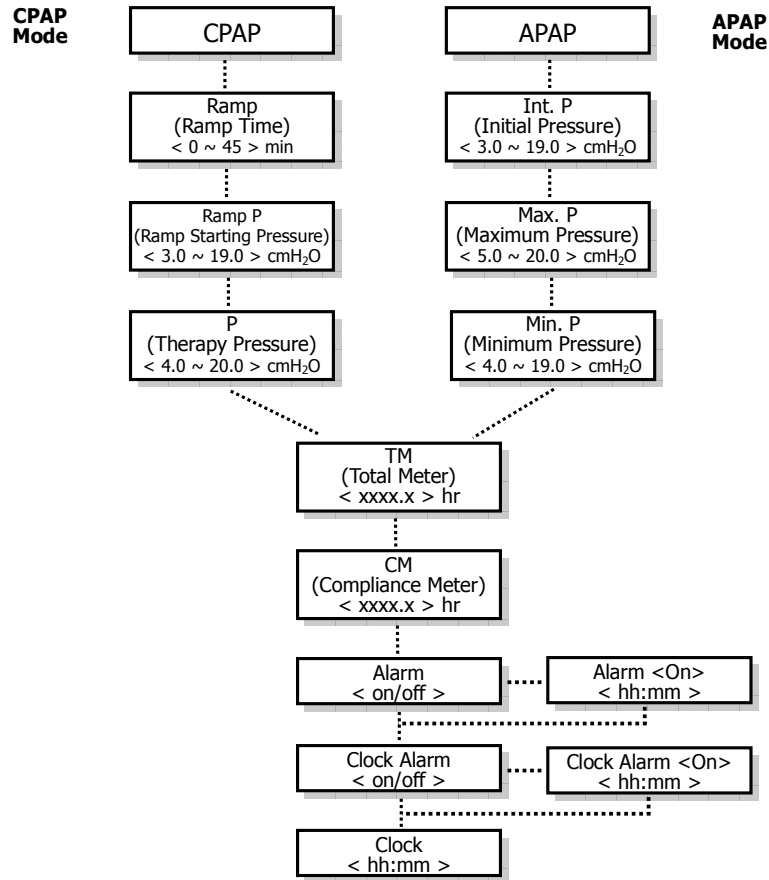 CPAP
Mode
CPAP
Ramp
(Ramp Time)
< 0 ~ 45 > min
Ramp P
(Ramp Starting Pressure)
< 3.0 ~ 19.0 > cmH₂O
P
(Therapy Pressure)
< 4.0 ~ 20.0 > cmH₂O
APAP
Mode
APAP
Int. P
(Initial Pressure)
< 3.0 ~ 19.0 > cmH₂O
Max. P
(Maximum Pressure)
< 5.0 ~ 20.0 > cmH₂O
Min. P
(Minimum Pressure)
< 4.0 ~ 19.0 > cmH₂O
TM
(Total Meter)
< xxxx.x > hr
CM
(Compliance Meter)
< xxxx.x > hr
Alarm
< on/off >
Alarm <On>
< hh:mm >
Clock Alarm
< on/off >
Clock Alarm <On>
< hh:mm >
Clock
< hh:mm >